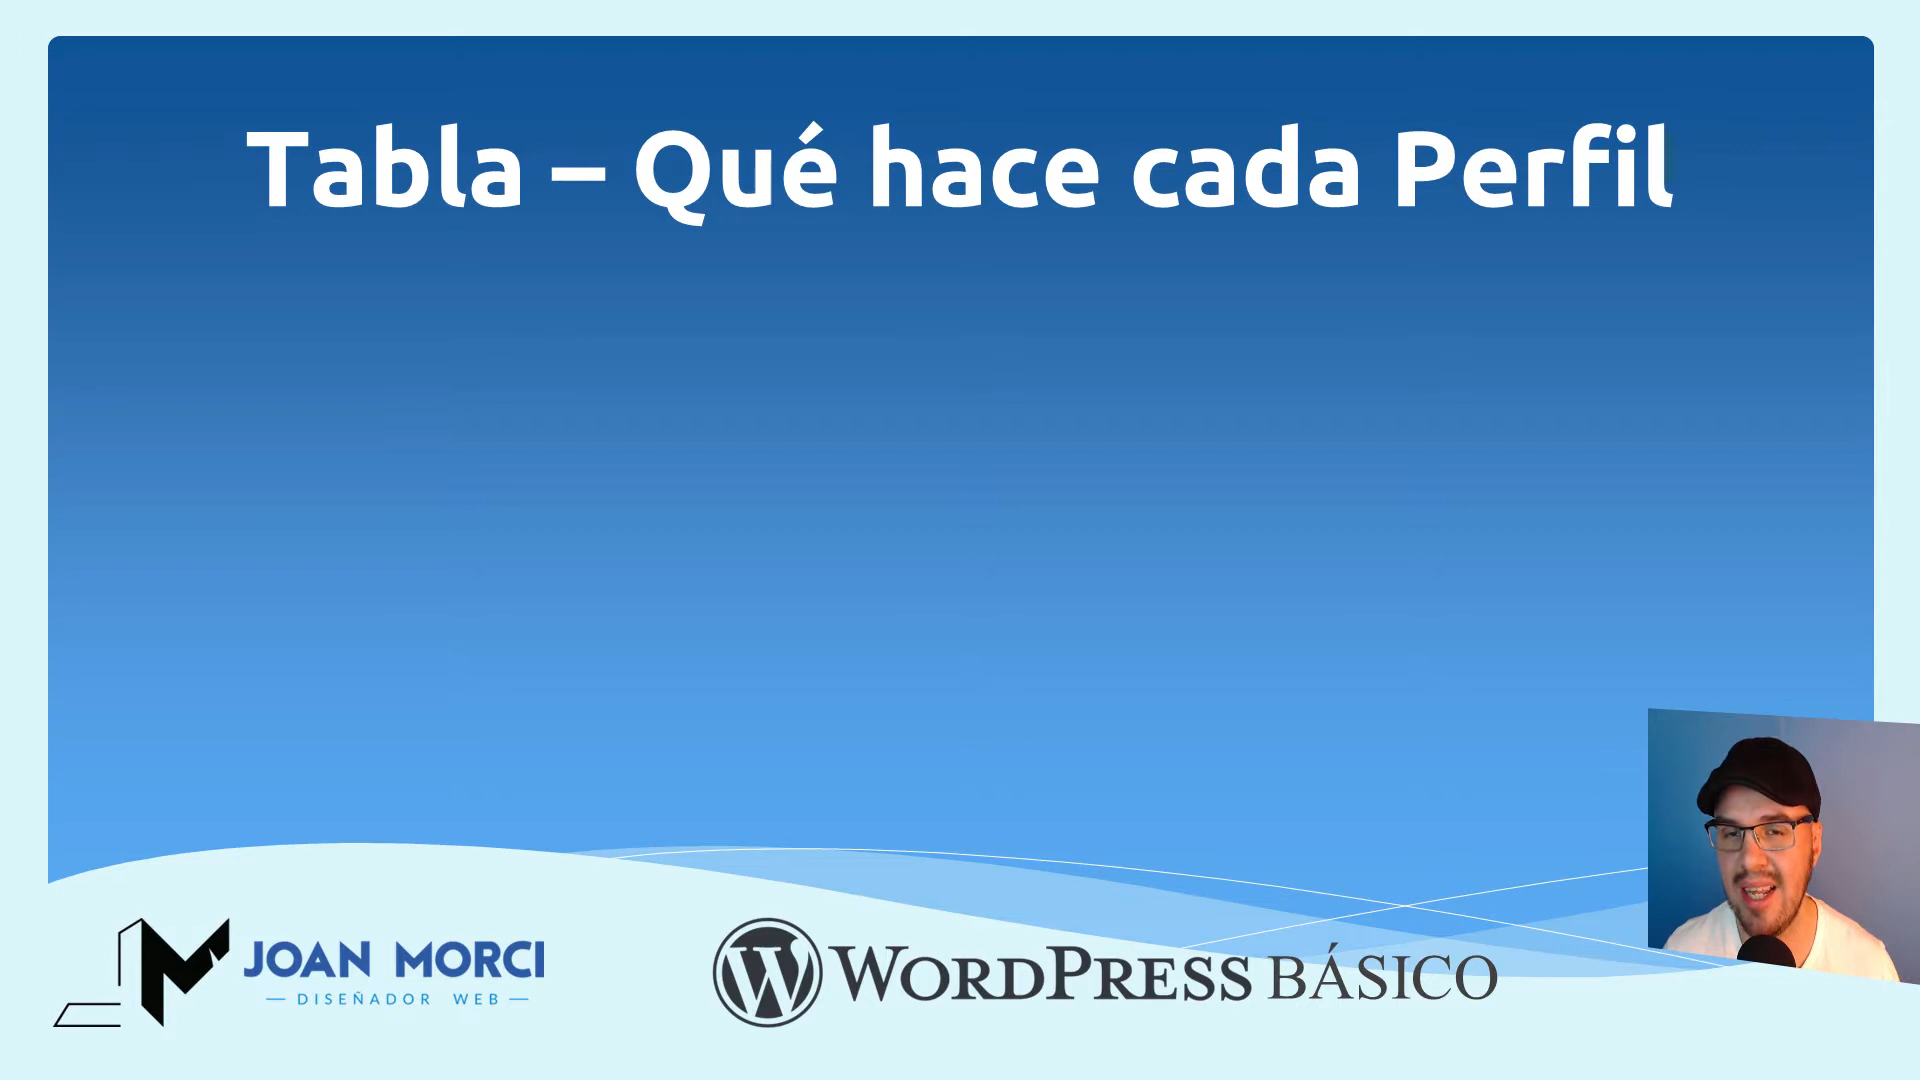 Tabla – Qué hace cada Perfil
JOAN MORCI
— DISEÑADOR WEB —
WORDPRESS BÁSICO